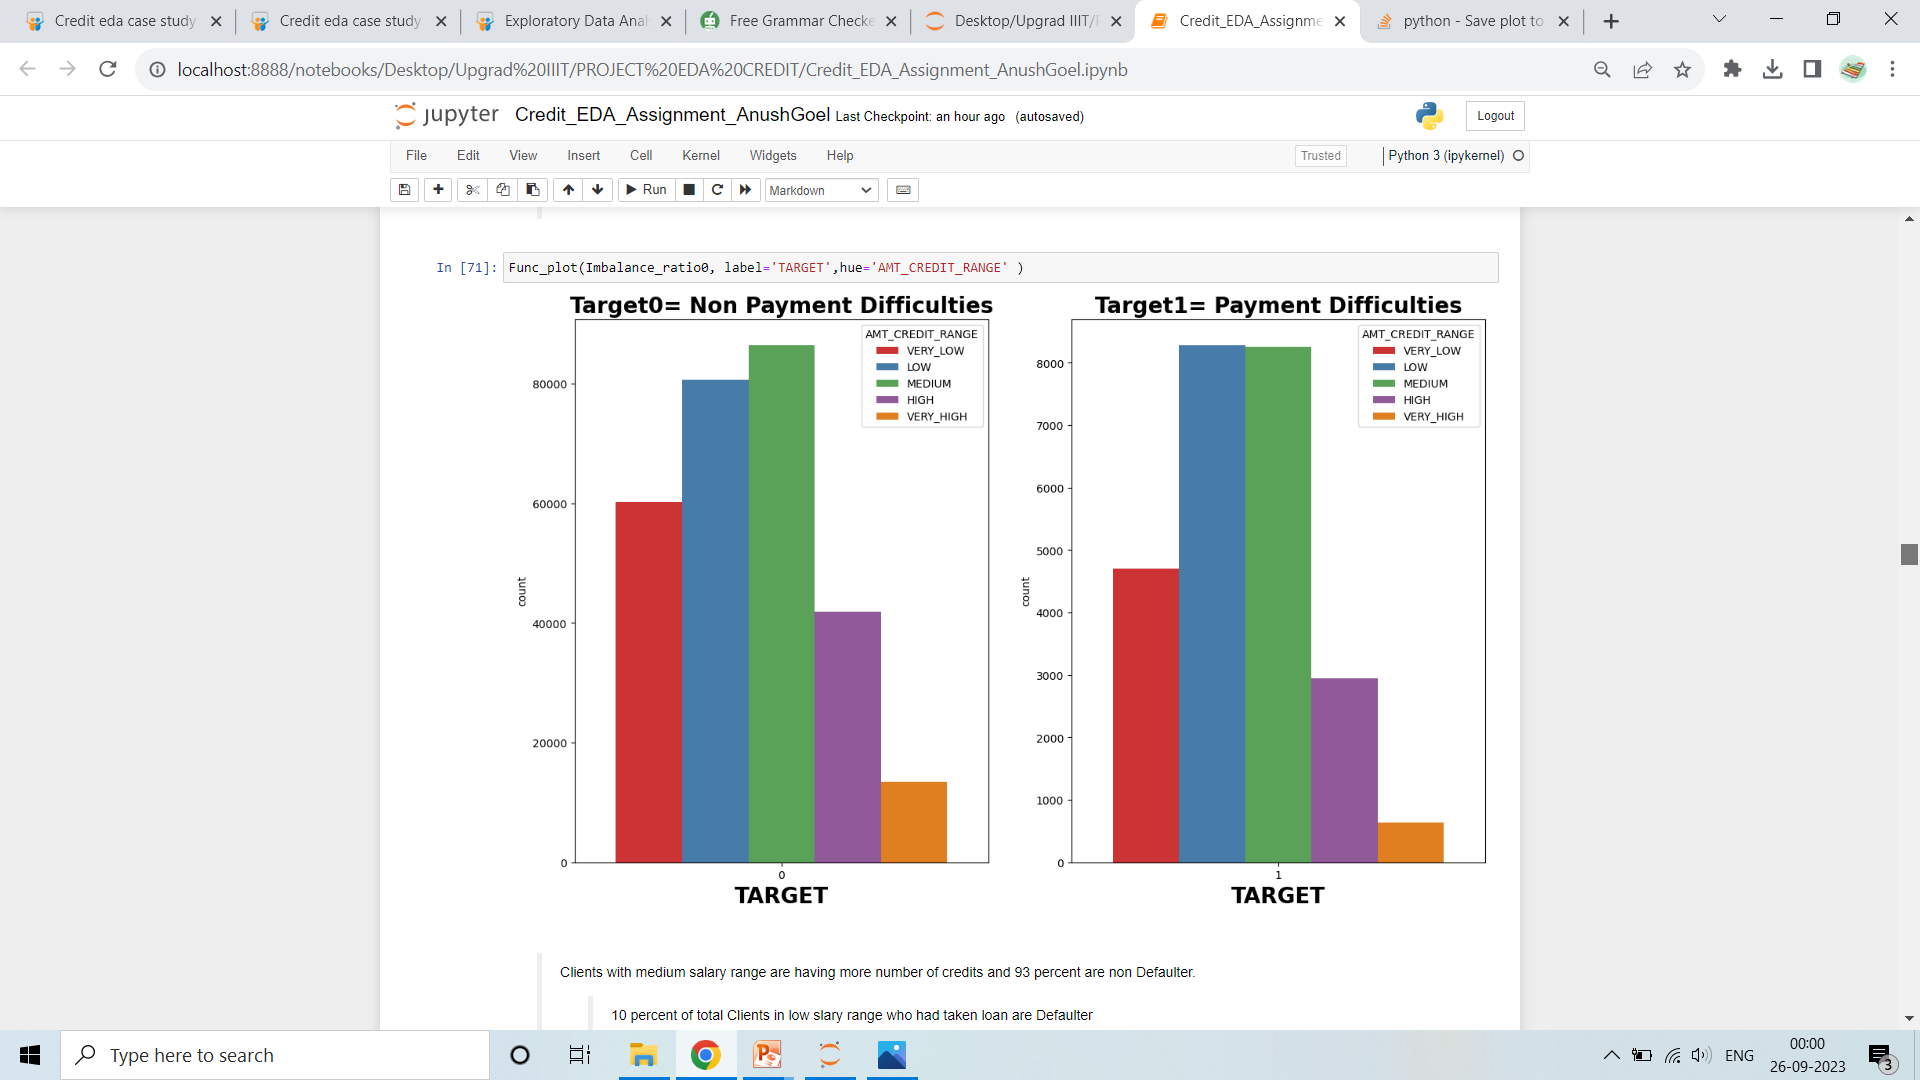 Credit eda case study
Credit eda case study
Exploratory Data Anal
Free Grammar Checke
Desktop/Upgrad IIIT/P
Credit_EDA_Assignme
python - Save plot to
localhost:8888/notebooks/Desktop/Upgrad%20IIIT/PROJECT%20EDA%20CREDIT/Credit_EDA_Assignment_AnushGoel.ipynb
jupyter Credit_EDA_Assignment_AnushGoel Last Checkpoint: an hour ago (autosaved)
Logout
File Edit View Insert Cell Kernel Widgets Help
Trusted
Python 3 (ipykernel)
Run
Markdown
In [71]: Func_plot(Imbalance_ratio0, label='TARGET',hue='AMT_CREDIT_RANGE' )
Target0= Non Payment Difficulties
AMT_CREDIT_RANGE
VERY_LOW
LOW
MEDIUM
HIGH
VERY_HIGH
80000
60000
40000
20000
0
count
0
TARGET
Target1= Payment Difficulties
AMT_CREDIT_RANGE
VERY_LOW
LOW
MEDIUM
HIGH
VERY_HIGH
8000
7000
6000
5000
4000
3000
2000
1000
0
count
1
TARGET
Clients with medium salary range are having more number of credits and 93 percent are non Defaulter.
10 percent of total Clients in low slary range who had taken loan are Defaulter
Type here to search
ENG
00:00
26-09-2023
3